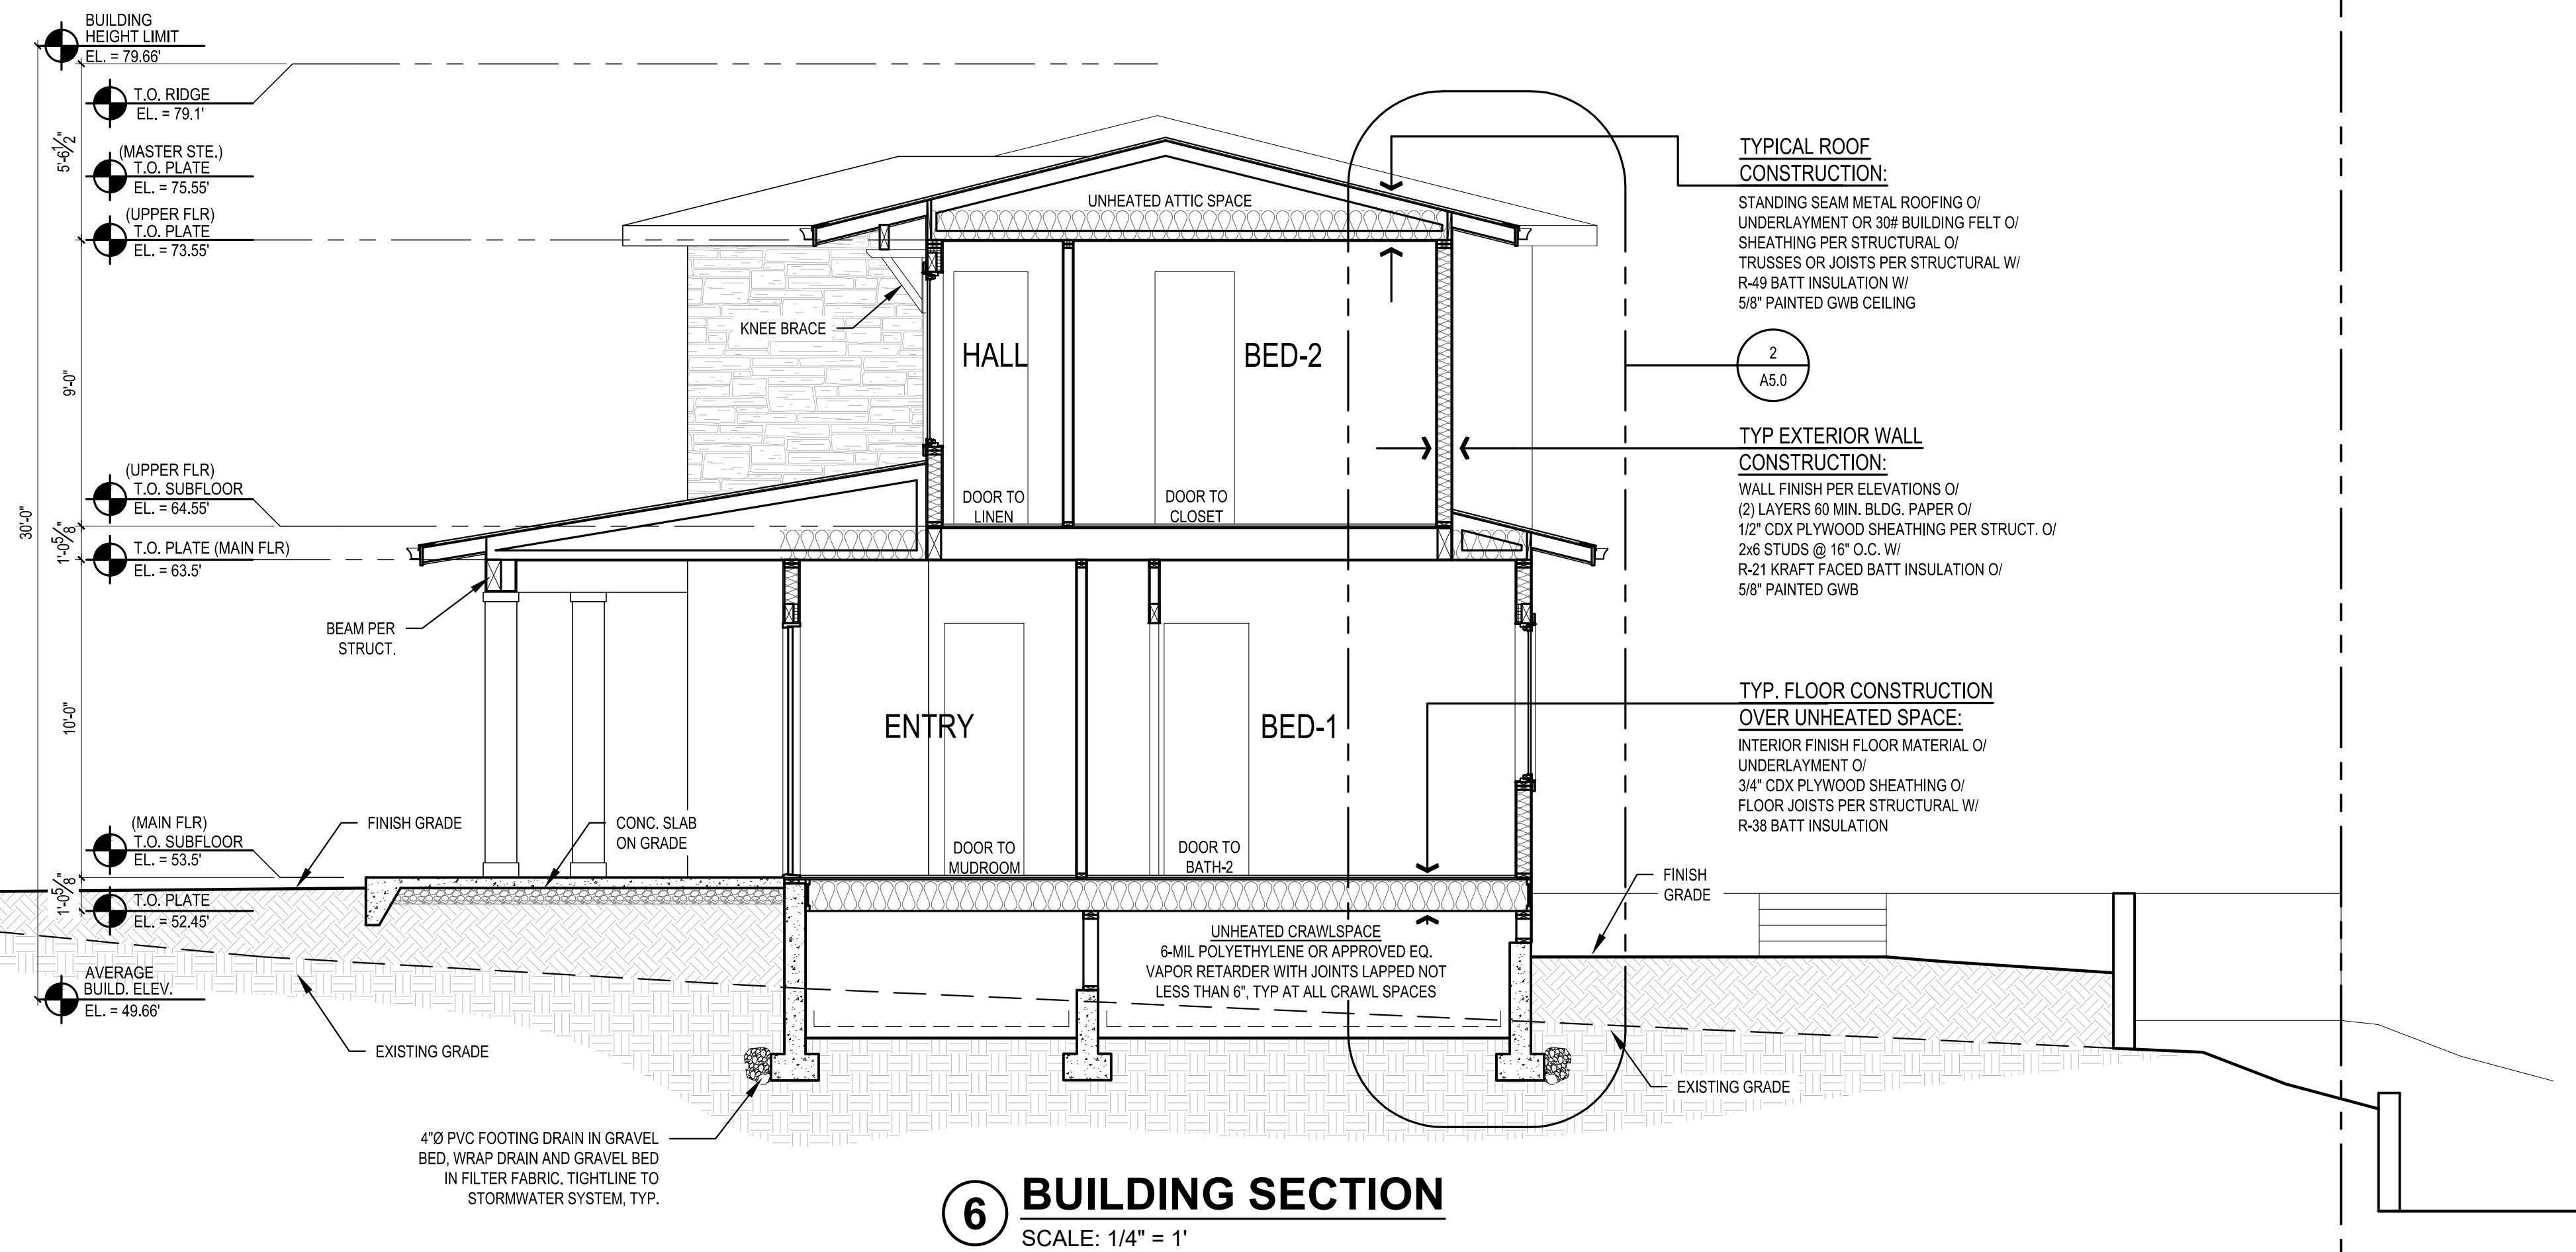 BUILDING
HEIGHT LIMIT
EL. = 79.66'
T.O. RIDGE
EL. = 79.1'
5'-6 1/2"
(MASTER STE.)
T.O. PLATE
EL. = 75.55'
(UPPER FLR)
T.O. PLATE
EL. = 73.55'
9'-0"
(UPPER FLR)
T.O. SUBFLOOR
EL. = 64.55'
30'-0"
1'-0 5/8"
T.O. PLATE (MAIN FLR)
EL. = 63.5'
10'-0"
(MAIN FLR)
T.O. SUBFLOOR
EL. = 53.5'
1'-0 5/8"
T.O. PLATE
EL. = 52.45'
AVERAGE
BUILD. ELEV.
EL. = 49.66'
UNHEATED ATTIC SPACE
KNEE BRACE
HALL
BED-2
DOOR TO
LINEN
DOOR TO
CLOSET
BEAM PER
STRUCT.
ENTRY
BED-1
FINISH GRADE
CONC. SLAB
ON GRADE
DOOR TO
MUDROOM
DOOR TO
BATH-2
UNHEATED CRAWLSPACE
6-MIL POLYETHYLENE OR APPROVED EQ.
VAPOR RETARDER WITH JOINTS LAPPED NOT
LESS THAN 6", TYP AT ALL CRAWL SPACES
EXISTING GRADE
4"Ø PVC FOOTING DRAIN IN GRAVEL
BED, WRAP DRAIN AND GRAVEL BED
IN FILTER FABRIC. TIGHTLINE TO
STORMWATER SYSTEM, TYP.
TYPICAL ROOF
CONSTRUCTION:
STANDING SEAM METAL ROOFING O/
UNDERLAYMENT OR 30# BUILDING FELT O/
SHEATHING PER STRUCTURAL O/
TRUSSES OR JOISTS PER STRUCTURAL W/
R-49 BATT INSULATION W/
5/8" PAINTED GWB CEILING
2
A5.0
TYP EXTERIOR WALL
CONSTRUCTION:
WALL FINISH PER ELEVATIONS O/
(2) LAYERS 60 MIN. BLDG. PAPER O/
1/2" CDX PLYWOOD SHEATHING PER STRUCT. O/
2x6 STUDS @ 16" O.C. W/
R-21 KRAFT FACED BATT INSULATION O/
5/8" PAINTED GWB
TYP. FLOOR CONSTRUCTION
OVER UNHEATED SPACE:
INTERIOR FINISH FLOOR MATERIAL O/
UNDERLAYMENT O/
3/4" CDX PLYWOOD SHEATHING O/
FLOOR JOISTS PER STRUCTURAL W/
R-38 BATT INSULATION
FINISH
GRADE
EXISTING GRADE
6
BUILDING SECTION
SCALE: 1/4" = 1'